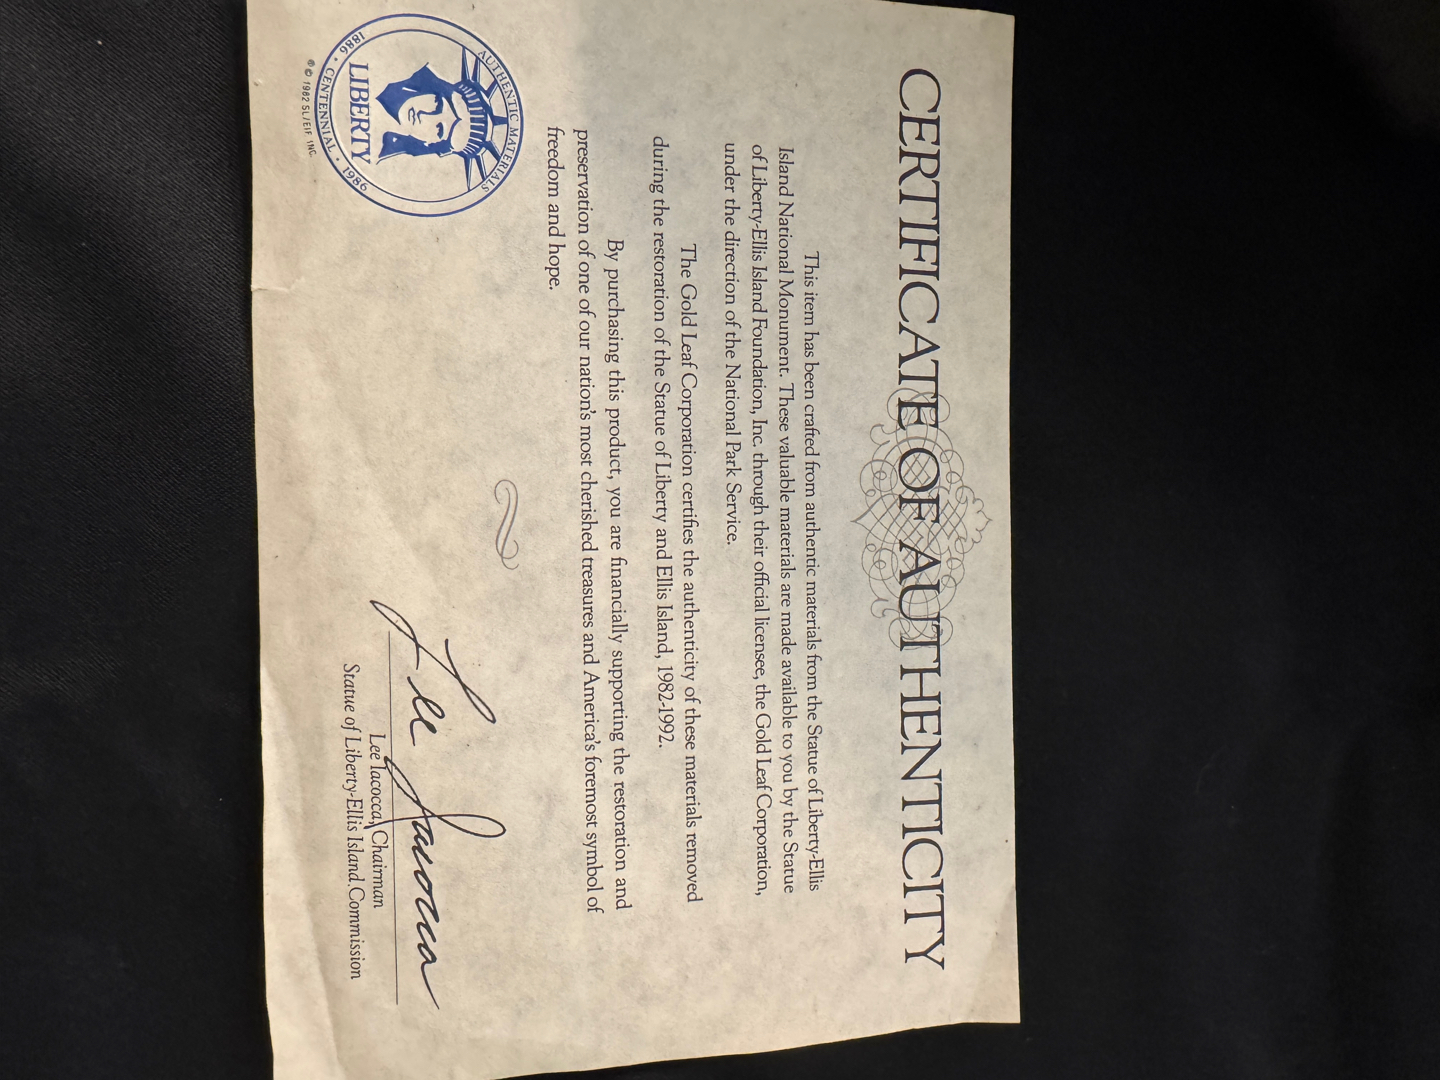 CERTIFICATE OF AUTHENTICITY
This item has been crafted from authentic materials from the Statue of Liberty-Ellis
Island National Monument. These valuable materials are made available to you by the Statue
of Liberty-Ellis Island Foundation, Inc. through their official licensee, the Gold Leaf Corporation,
under the direction of the National Park Service.
The Gold Leaf Corporation certifies the authenticity of these materials removed
during the restoration of the Statue of Liberty and Ellis Island, 1982-1992.
By purchasing this product, you are financially supporting the restoration and
preservation of one of our nation's most cherished treasures and America's foremost symbol of
freedom and hope.
AUTHENTIC MATERIALS
LIBERTY
1886 • CENTENNIAL • 1986
® © 1982 SL/EIF INC.
Lee Iacocca
Lee Iacocca, Chairman
Statue of Liberty-Ellis Island Commission